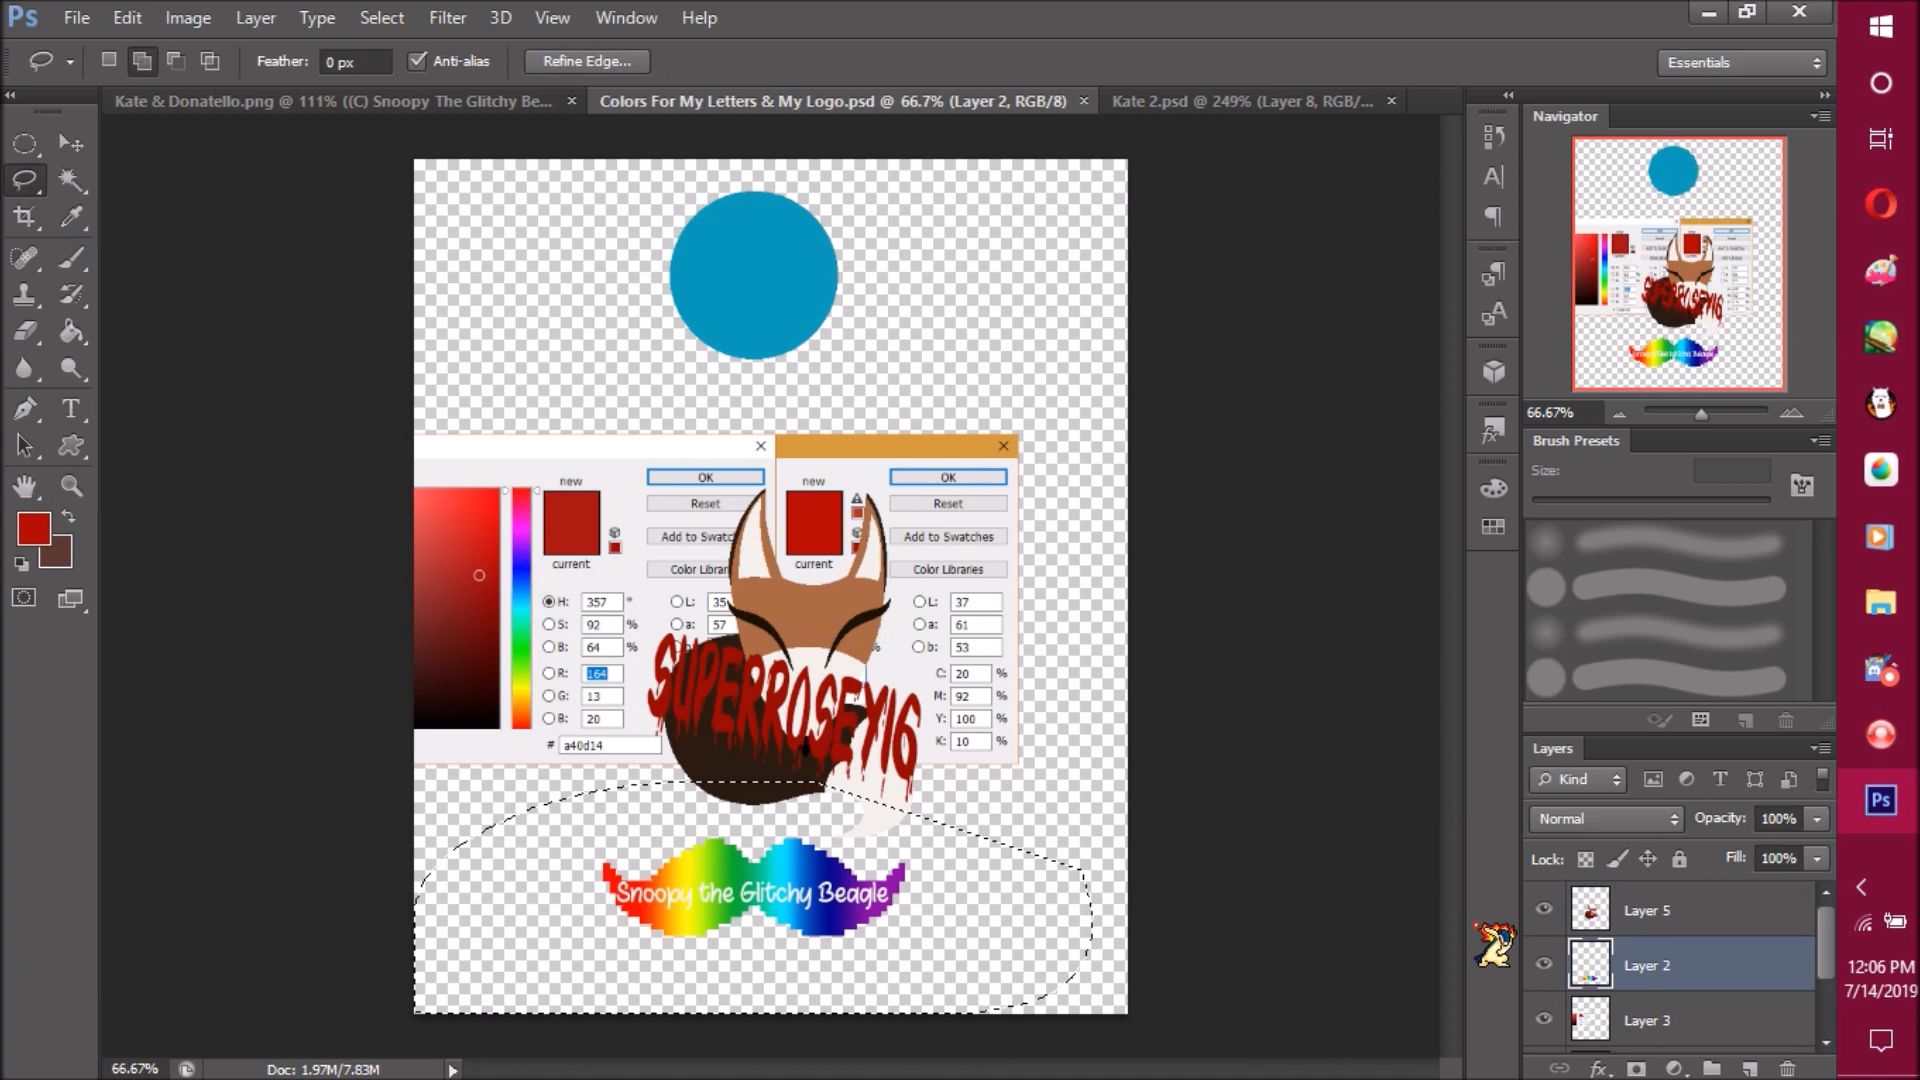 Ps File Edit Image Layer Type Select Filter 3D View Window Help
Feather: 0 px Anti-alias Refine Edge... Essentials
Kate & Donatello.png @ 111% ((C) Snoopy The Glitchy Be... × Colors For My Letters & My Logo.psd @ 66.7% (Layer 2, RGB/8) × Kate 2.psd @ 249% (Layer 8, RGB/... ×
Navigator
66.67%
Brush Presets
Size:
new OK
Reset
Add to Swatc
current Color Librar
H: 357 °
S: 92 %
B: 64 %
R: 164
G: 13
B: 20
# a40d14
L: 35
a: 57
new OK
Reset
Add to Swatches
current Color Libraries
L: 37
a: 61
% b: 53
C: 20 %
M: 92 %
Y: 100 %
K: 10 %
SUPERROSEY16
Snoopy the Glitchy Beagle
Layers
Kind
Normal Opacity: 100%
Lock: Fill: 100%
Layer 5
Layer 2
Layer 3
66.67% Doc: 1.97M/7.83M
Ps
12:06 PM
7/14/2019